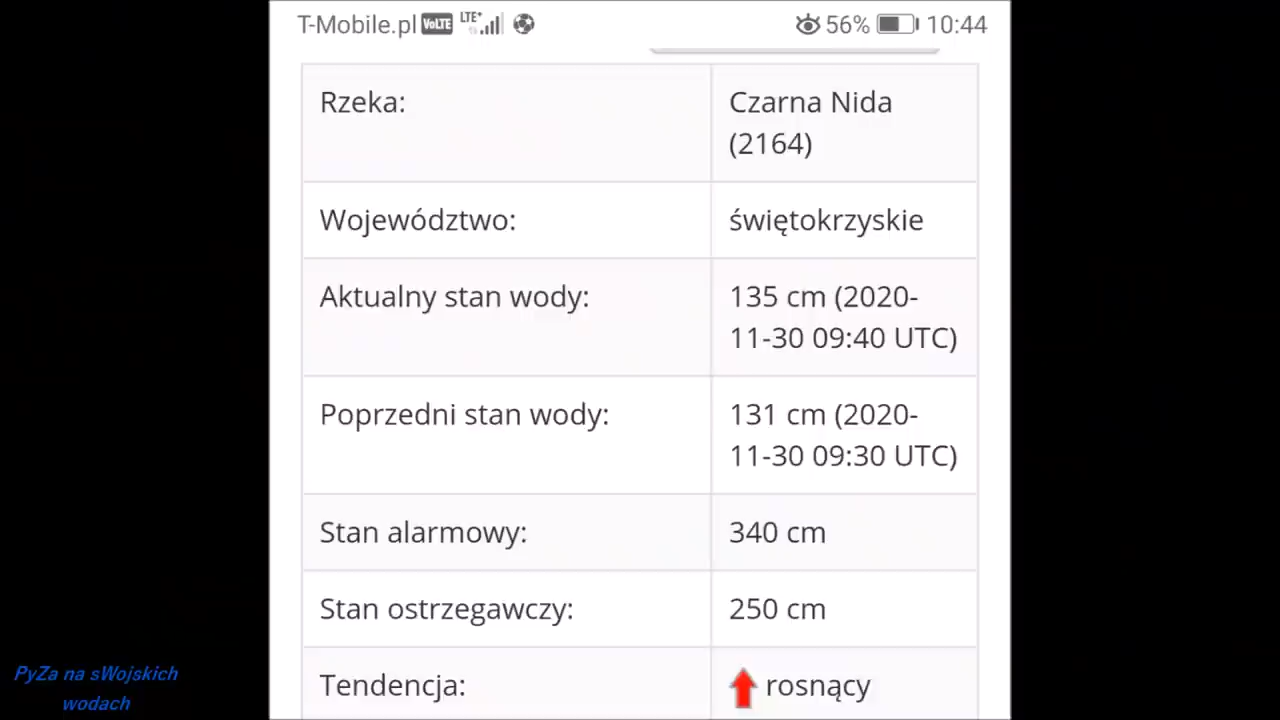 T-Mobile.pl VoLTE LTE+ 56% 10:44
Rzeka:
Czarna Nida
(2164)
Województwo:
świętokrzyskie
Aktualny stan wody:
135 cm (2020-
11-30 09:40 UTC)
Poprzedni stan wody:
131 cm (2020-
11-30 09:30 UTC)
Stan alarmowy:
340 cm
Stan ostrzegawczy:
250 cm
Tendencja:
rosnący
PyZa na sWojskich
wodach